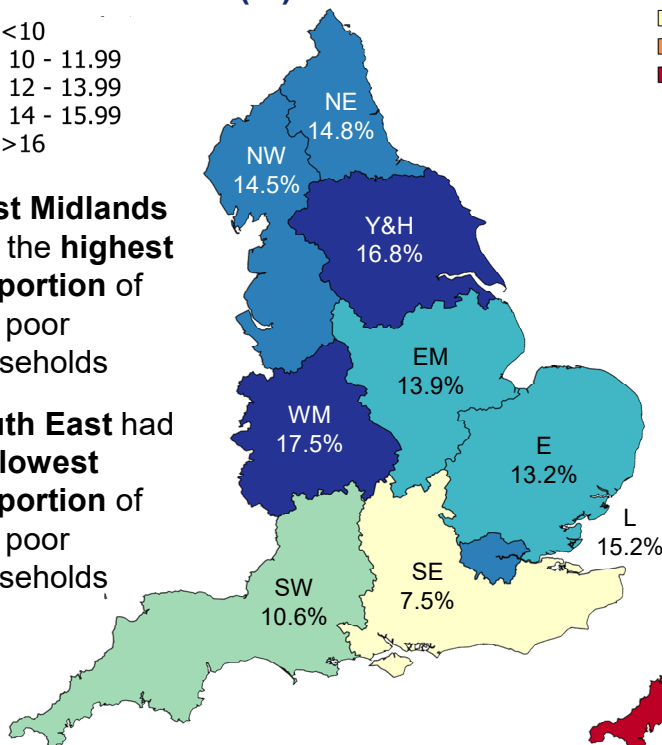 <10
10 - 11.99
12 - 13.99
14 - 15.99
>16
st Midlands
the highest
portion of
poor
seholds
uth East had
lowest
portion of
poor
seholds
NE
14.8%
NW
14.5%
Y&H
16.8%
EM
13.9%
WM
17.5%
E
13.2%
L
15.2%
SE
7.5%
SW
10.6%